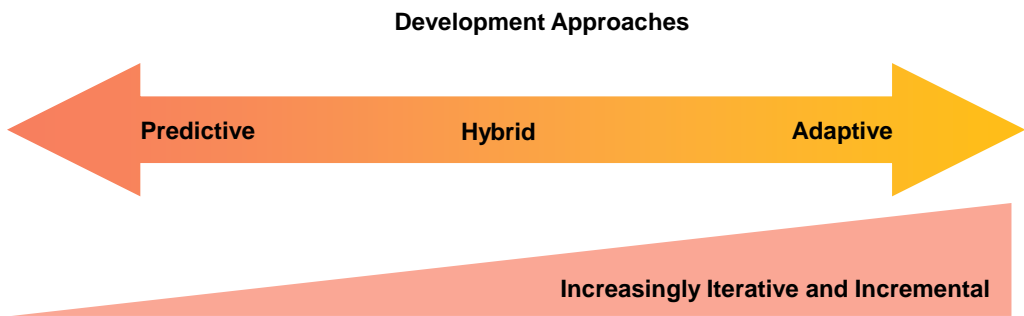 Development Approaches
Predictive Hybrid Adaptive
Increasingly Iterative and Incremental